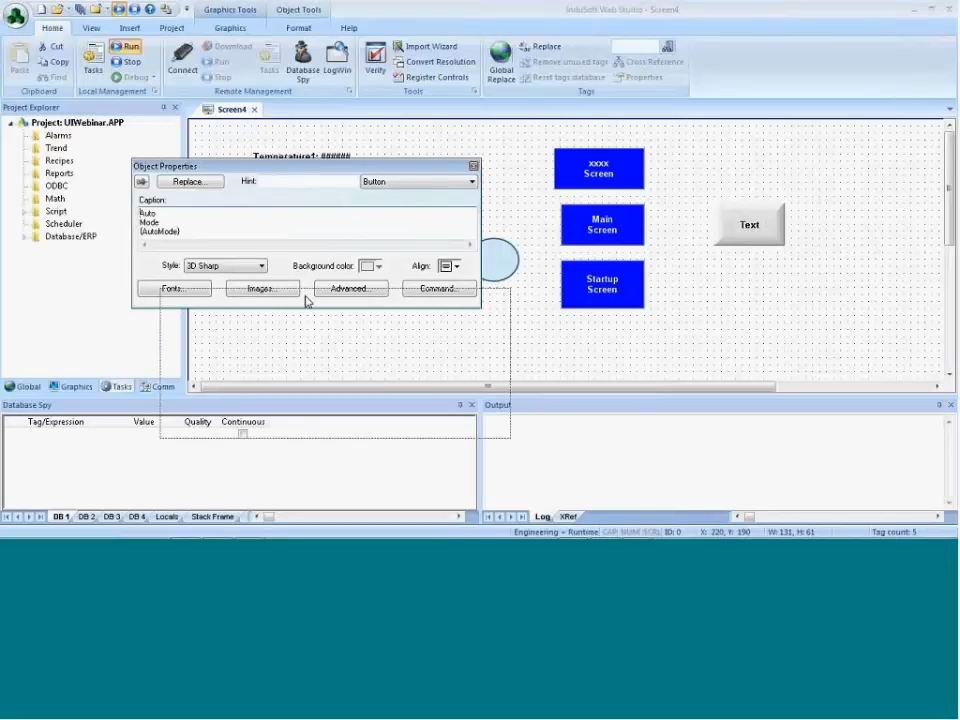 Graphics Tools Object Tools InduSoft Web Studio - Screen4
Home View Insert Project Graphics Format Help
Paste
Cut
Copy
Find
Clipboard
Tasks
Run
Stop
Debug
Local Management
Connect
Download
Run
Stop
Tasks
Database Spy
LogWin
Remote Management
Verify
Import Wizard
Convert Resolution
Register Controls
Tools
Global Replace
Replace
Remove unused tags
Reset tags database
Cross Reference
Properties
Tags
Project Explorer
Screen4
Project: UIWebinar.APP
Alarms
Trend
Recipes
Reports
ODBC
Math
Script
Scheduler
Database/ERP
Global Graphics Tasks Comm
Temperature1: ######
Object Properties
Replace... Hint: Button
Caption:
Auto
Mode
{AutoMode}
Style: 3D Sharp Background color: Align:
Fonts... Images... Advanced... Command...
xxxx
Screen
Main
Screen
Startup
Screen
Text
Database Spy
Tag/Expression Value Quality Continuous
DB 1 DB 2 DB 3 DB 4 Locals Stack Frame
Output
Log XRef
Engineering = Runtime CAP NUM SCRL ID: 0 X: 220, Y: 190 W: 131, H: 61 Tag count: 5